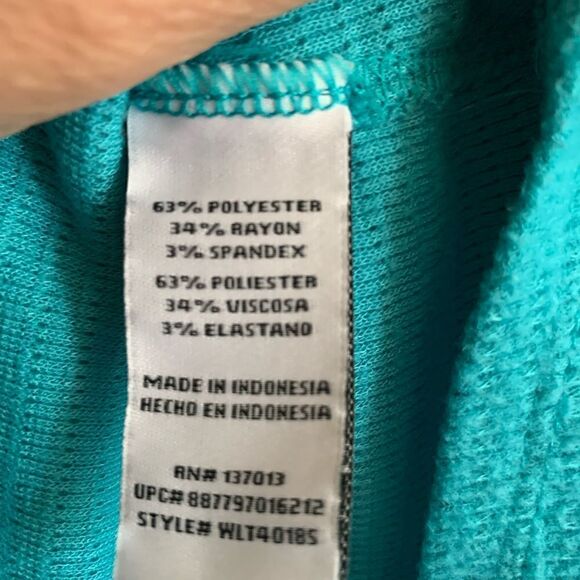 63% POLYESTER
34% RAYON
3% SPANDEX
63% POLIESTER
34% VISCOSA
3% ELASTANO
MADE IN INDONESIA
HECHO EN INDONESIA
RN# 137013
UPC# 887797016212
STYLE# WLT4018S